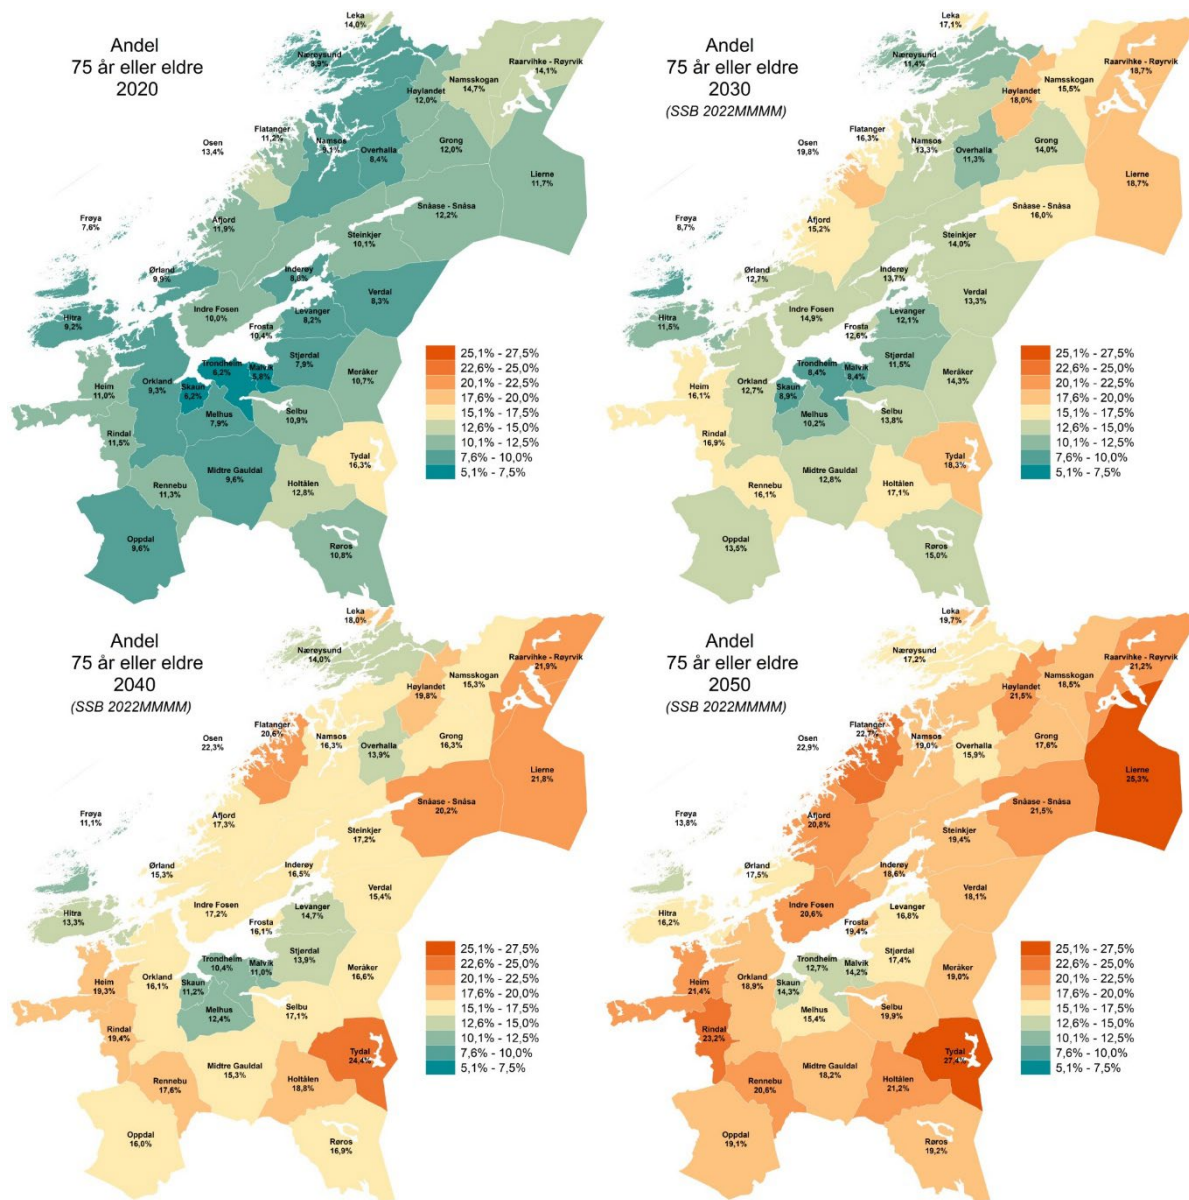 Andel
75 år eller eldre
2020
Leka
14,0%
Nærøysund
8,9%
Raarvihke - Røyrvik
14,1%
Namsskogan
14,7%
Høylandet
12,0%
Flatanger
11,2%
Osen
13,4%
Namsos
9,1%
Overhalla
8,4%
Grong
12,0%
Lierne
11,7%
Snåase - Snåsa
12,2%
Frøya
7,8%
Åfjord
11,9%
Steinkjer
10,1%
Ørland
9,9%
Inderøy
8,8%
Verdal
8,3%
Hitra
9,2%
Indre Fosen
10,0%
Levanger
8,2%
Frosta
10,4%
Stjørdal
7,9%
Trondheim
6,2%
Malvik
5,8%
Meråker
10,7%
Heim
11,0%
Orkland
9,3%
Skaun
6,2%
Melhus
7,9%
Selbu
10,9%
Rindal
11,5%
Tydal
16,3%
Midtre Gauldal
9,6%
Rennebu
11,3%
Holtålen
12,8%
Oppdal
9,6%
Røros
10,8%
25,1% - 27,5%
22,6% - 25,0%
20,1% - 22,5%
17,6% - 20,0%
15,1% - 17,5%
12,6% - 15,0%
10,1% - 12,5%
7,6% - 10,0%
5,1% - 7,5%
Andel
75 år eller eldre
2030
(SSB 2022MMMM)
Leka
17,1%
Nærøysund
11,4%
Raarvihke - Røyrvik
18,7%
Namsskogan
15,5%
Høylandet
18,0%
Flatanger
16,3%
Osen
19,8%
Namsos
13,3%
Overhalla
11,3%
Grong
14,0%
Lierne
18,7%
Snåase - Snåsa
16,0%
Frøya
8,7%
Åfjord
15,2%
Steinkjer
14,0%
Ørland
12,7%
Inderøy
13,7%
Verdal
13,3%
Hitra
11,5%
Indre Fosen
14,9%
Levanger
12,1%
Frosta
12,6%
Stjørdal
11,5%
Trondheim
8,4%
Malvik
8,4%
Meråker
14,3%
Heim
16,1%
Orkland
12,7%
Skaun
8,9%
Melhus
10,2%
Selbu
13,8%
Rindal
16,9%
Tydal
18,3%
Midtre Gauldal
12,8%
Rennebu
16,1%
Holtålen
17,1%
Oppdal
13,5%
Røros
15,0%
25,1% - 27,5%
22,6% - 25,0%
20,1% - 22,5%
17,6% - 20,0%
15,1% - 17,5%
12,6% - 15,0%
10,1% - 12,5%
7,6% - 10,0%
5,1% - 7,5%
Andel
75 år eller eldre
2040
(SSB 2022MMMM)
Leka
18,0%
Nærøysund
14,0%
Raarvihke - Røyrvik
21,9%
Namsskogan
15,3%
Høylandet
19,8%
Flatanger
20,6%
Osen
22,3%
Namsos
16,3%
Overhalla
13,9%
Grong
16,3%
Lierne
21,8%
Snåase - Snåsa
20,2%
Frøya
11,1%
Åfjord
17,3%
Steinkjer
17,2%
Ørland
15,3%
Inderøy
16,5%
Verdal
15,4%
Hitra
13,3%
Indre Fosen
17,2%
Levanger
14,7%
Frosta
16,1%
Stjørdal
13,9%
Trondheim
10,4%
Malvik
11,0%
Meråker
16,6%
Heim
19,3%
Orkland
16,1%
Skaun
11,2%
Melhus
12,4%
Selbu
17,1%
Rindal
19,4%
Tydal
24,4%
Midtre Gauldal
15,3%
Rennebu
17,6%
Holtålen
18,8%
Oppdal
16,0%
Røros
16,9%
25,1% - 27,5%
22,6% - 25,0%
20,1% - 22,5%
17,6% - 20,0%
15,1% - 17,5%
12,6% - 15,0%
10,1% - 12,5%
7,6% - 10,0%
5,1% - 7,5%
Andel
75 år eller eldre
2050
(SSB 2022MMMM)
Leka
19,7%
Nærøysund
17,2%
Raarvihke - Røyrvik
21,2%
Namsskogan
18,5%
Høylandet
21,5%
Flatanger
22,7%
Osen
22,9%
Namsos
19,0%
Overhalla
15,9%
Grong
17,6%
Lierne
25,3%
Snåase - Snåsa
21,5%
Frøya
13,8%
Åfjord
20,8%
Steinkjer
19,4%
Ørland
17,5%
Inderøy
18,6%
Verdal
18,1%
Hitra
16,2%
Indre Fosen
20,6%
Levanger
16,8%
Frosta
19,4%
Stjørdal
17,4%
Trondheim
12,7%
Malvik
14,2%
Meråker
19,0%
Heim
21,4%
Orkland
18,9%
Skaun
14,3%
Melhus
15,4%
Selbu
19,9%
Rindal
23,2%
Tydal
27,4%
Midtre Gauldal
18,2%
Rennebu
20,6%
Holtålen
21,2%
Oppdal
19,1%
Røros
19,2%
25,1% - 27,5%
22,6% - 25,0%
20,1% - 22,5%
17,6% - 20,0%
15,1% - 17,5%
12,6% - 15,0%
10,1% - 12,5%
7,6% - 10,0%
5,1% - 7,5%